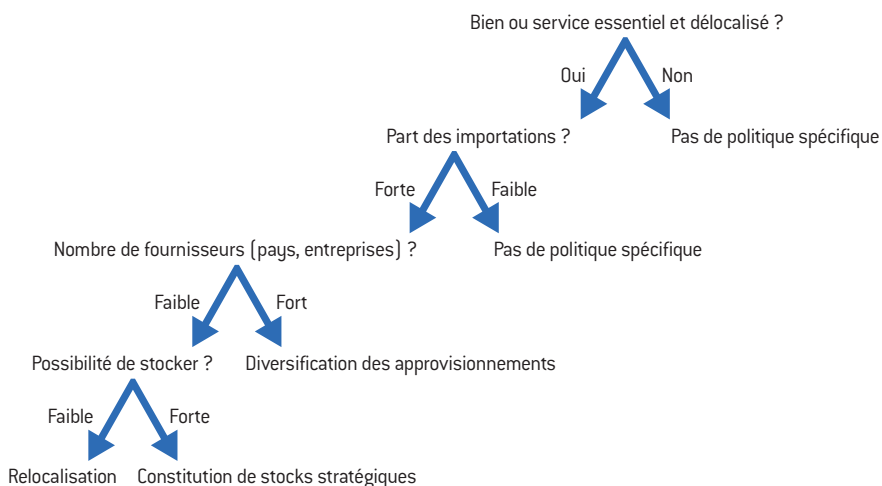 Bien ou service essentiel et délocalisé ?
Oui Non
Part des importations ? Pas de politique spécifique
Forte Faible
Nombre de fournisseurs (pays, entreprises) ? Pas de politique spécifique
Faible Fort
Possibilité de stocker ? Diversification des approvisionnements
Faible Forte
Relocalisation Constitution de stocks stratégiques